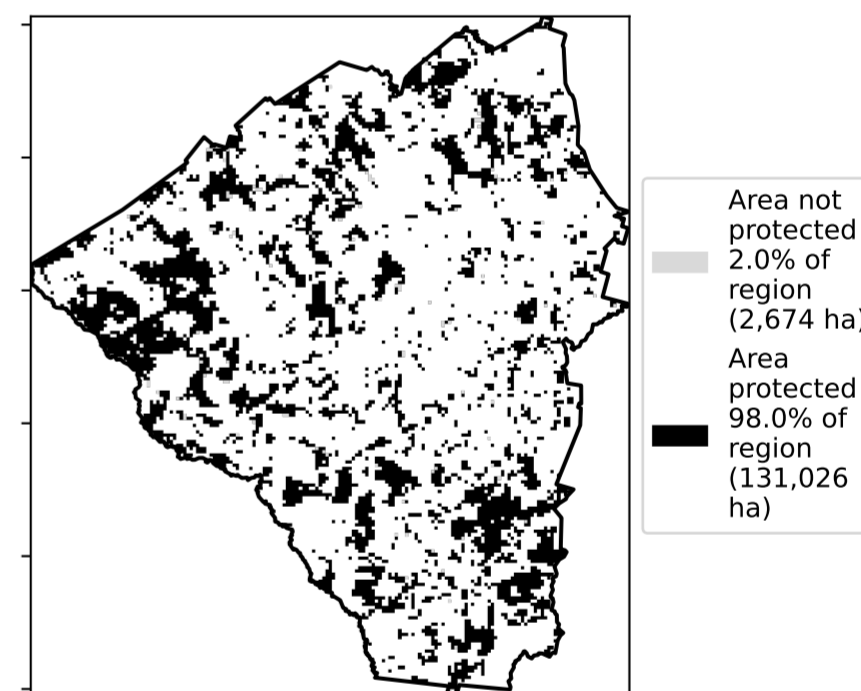 Area not
protected
2.0% of
region
(2,674 ha)
Area
protected
98.0% of
region
(131,026
ha)